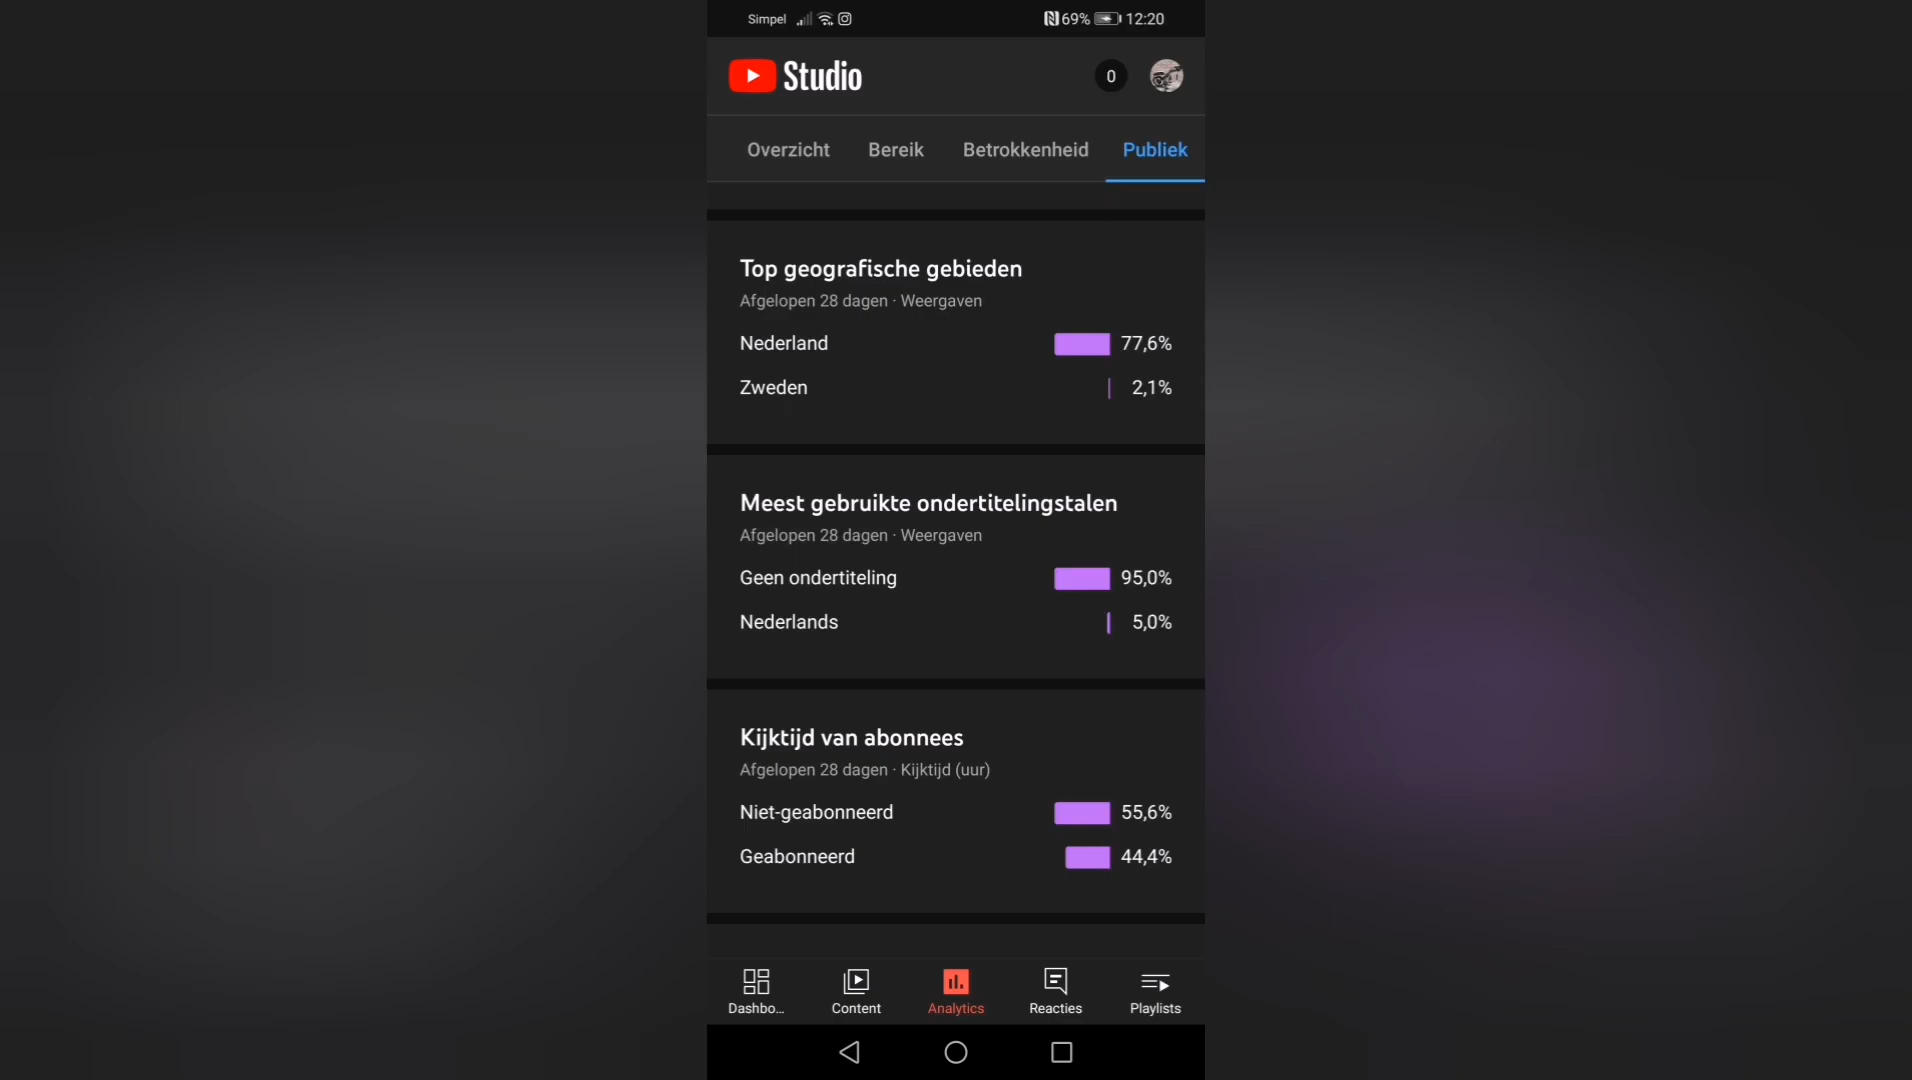 Simpel 69% 12:20
Studio 0
Overzicht Bereik Betrokkenheid Publiek
Top geografische gebieden
Afgelopen 28 dagen · Weergaven
Nederland 77,6%
Zweden 2,1%
Meest gebruikte ondertitelingstalen
Afgelopen 28 dagen · Weergaven
Geen ondertiteling 95,0%
Nederlands 5,0%
Kijktijd van abonnees
Afgelopen 28 dagen · Kijktijd (uur)
Niet-geabonneerd 55,6%
Geabonneerd 44,4%
Dashbo... Content Analytics Reacties Playlists